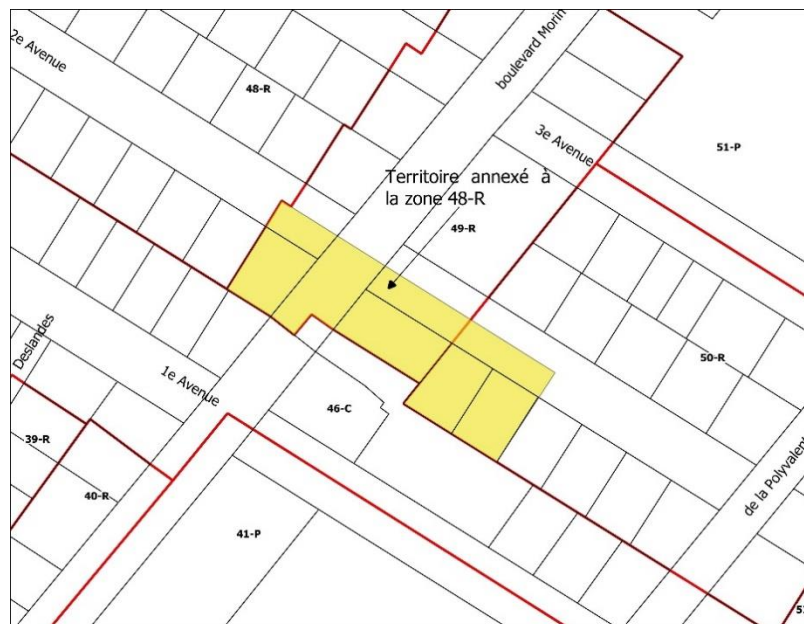 2e Avenue
48-R
boulevard Morin
3e Avenue
51-P
Territoire annexé à
la zone 48-R
49-R
Deslandes
1e Avenue
50-R
46-C
39-R
40-R
41-P
de la Polyvalent